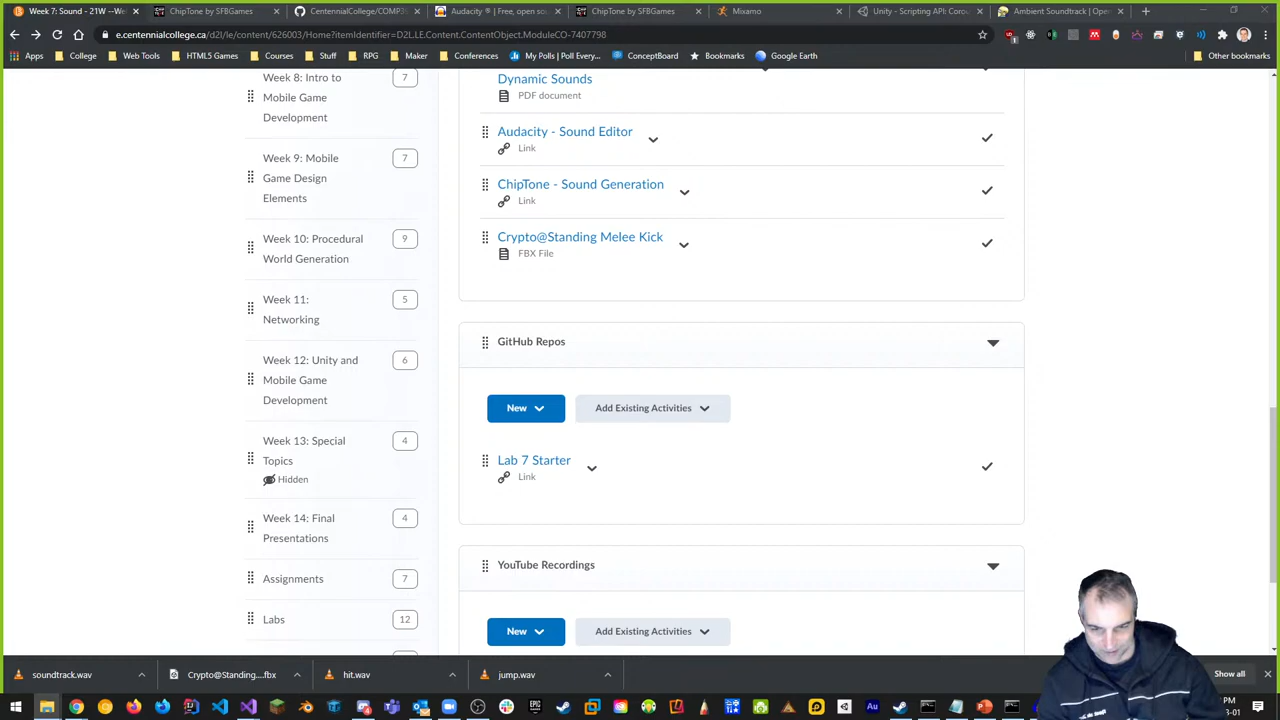 Week 7: Sound - 21W --We
ChipTone by SFBGames
CentennialCollege/COMP3
Audacity ® | Free, open so
ChipTone by SFBGames
Mixamo
Unity - Scripting API: Corou
Ambient Soundtrack | Open
e.centennialcollege.ca/d2l/le/content/626003/Home?itemIdentifier=D2L.LE.Content.ContentObject.ModuleCO-7407798
Apps
College
Web Tools
HTML5 Games
Courses
Stuff
RPG
Maker
Conferences
My Polls | Poll Every...
ConceptBoard
Bookmarks
Google Earth
Other bookmarks
Week 8: Intro to
Mobile Game
Development
7
Week 9: Mobile
Game Design
Elements
7
Week 10: Procedural
World Generation
9
Week 11:
Networking
5
Week 12: Unity and
Mobile Game
Development
6
Week 13: Special
Topics
Hidden
4
Week 14: Final
Presentations
4
Assignments
7
Labs
12
Dynamic Sounds
PDF document
Audacity - Sound Editor
Link
ChipTone - Sound Generation
Link
Crypto@Standing Melee Kick
FBX File
GitHub Repos
New
Add Existing Activities
Lab 7 Starter
Link
YouTube Recordings
New
Add Existing Activities
soundtrack.wav
Crypto@Standing....fbx
hit.wav
jump.wav
Show all